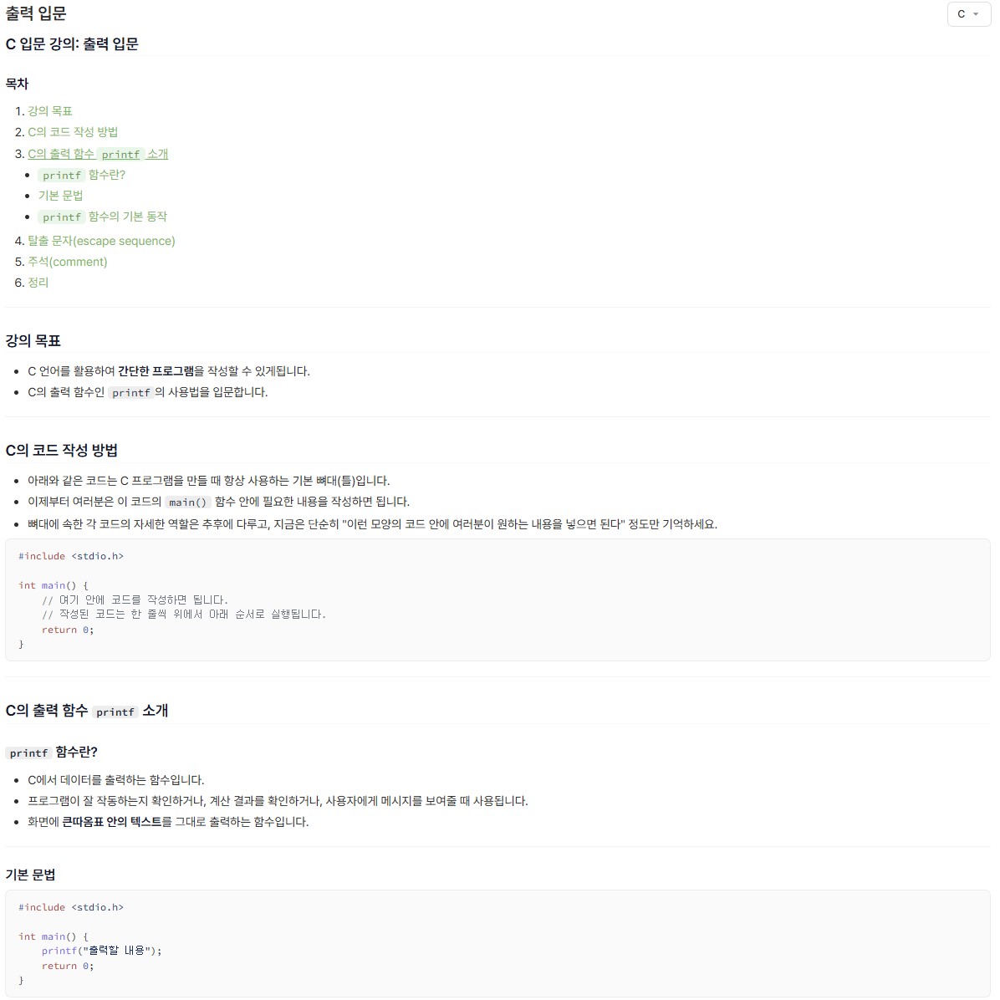 출력 입문
C
C 입문 강의: 출력 입문
목차
1. 강의 목표
2. C의 코드 작성 방법
3. C의 출력 함수 printf 소개
• printf 함수란?
• 기본 문법
• printf 함수의 기본 동작
4. 탈출 문자(escape sequence)
5. 주석(comment)
6. 정리
강의 목표
• C 언어를 활용하여 간단한 프로그램을 작성할 수 있게됩니다.
• C의 출력 함수인 printf의 사용법을 입문합니다.
C의 코드 작성 방법
• 아래와 같은 코드는 C 프로그램을 만들 때 항상 사용하는 기본 뼈대(틀)입니다.
• 이제부터 여러분은 이 코드의 main() 함수 안에 필요한 내용을 작성하면 됩니다.
• 뼈대에 속한 각 코드의 자세한 역할은 추후에 다루고, 지금은 단순히 "이런 모양의 코드 안에 여러분이 원하는 내용을 넣으면 된다" 정도만 기억하세요.
#include <stdio.h>
int main() {
// 여기 안에 코드를 작성하면 됩니다.
// 작성된 코드는 한 줄씩 위에서 아래 순서로 실행됩니다.
return 0;
}
C의 출력 함수 printf 소개
printf 함수란?
• C에서 데이터를 출력하는 함수입니다.
• 프로그램이 잘 작동하는지 확인하거나, 계산 결과를 확인하거나, 사용자에게 메시지를 보여줄 때 사용됩니다.
• 화면에 큰따옴표 안의 텍스트를 그대로 출력하는 함수입니다.
기본 문법
#include <stdio.h>
int main() {
printf("출력할 내용");
return 0;
}